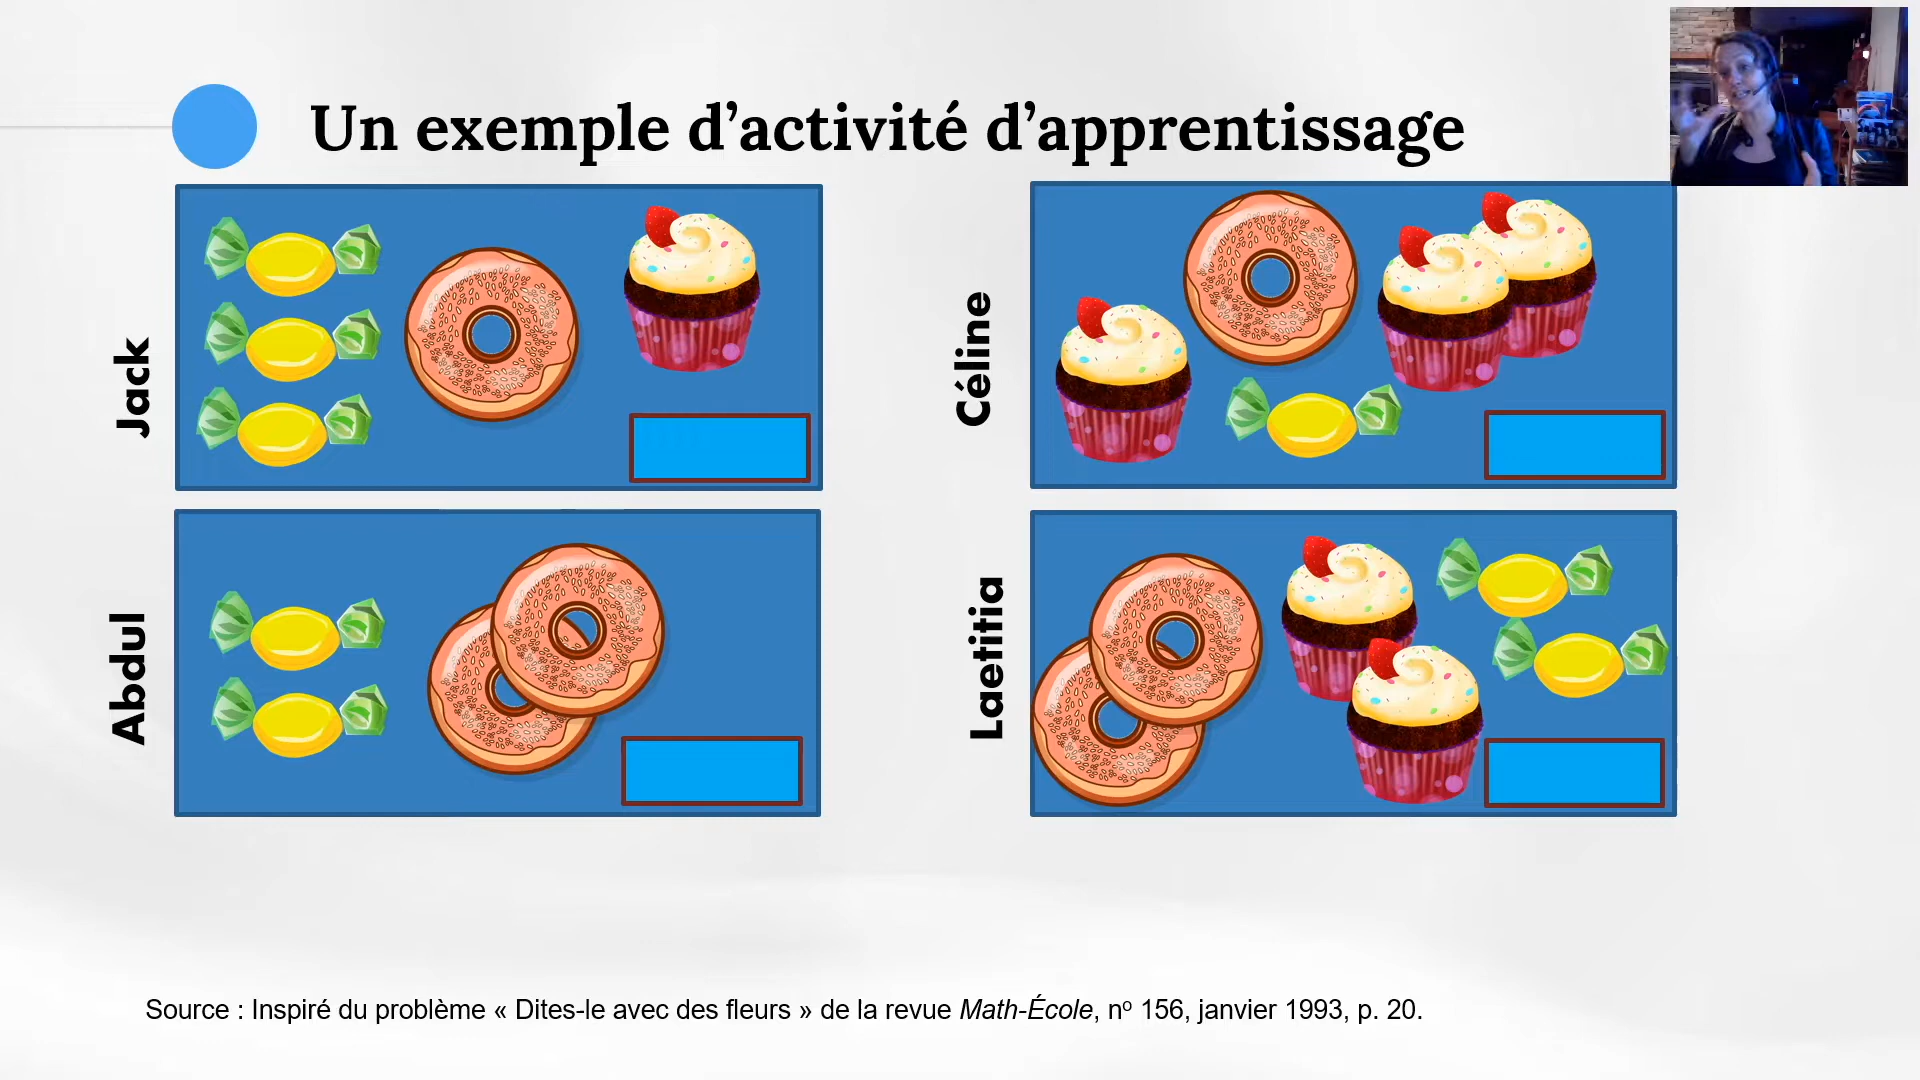 Un exemple d’activité d’apprentissage
Jack
Céline
Abdul
Laetitia
Source : Inspiré du problème « Dites-le avec des fleurs » de la revue Math-École, nº 156, janvier 1993, p. 20.